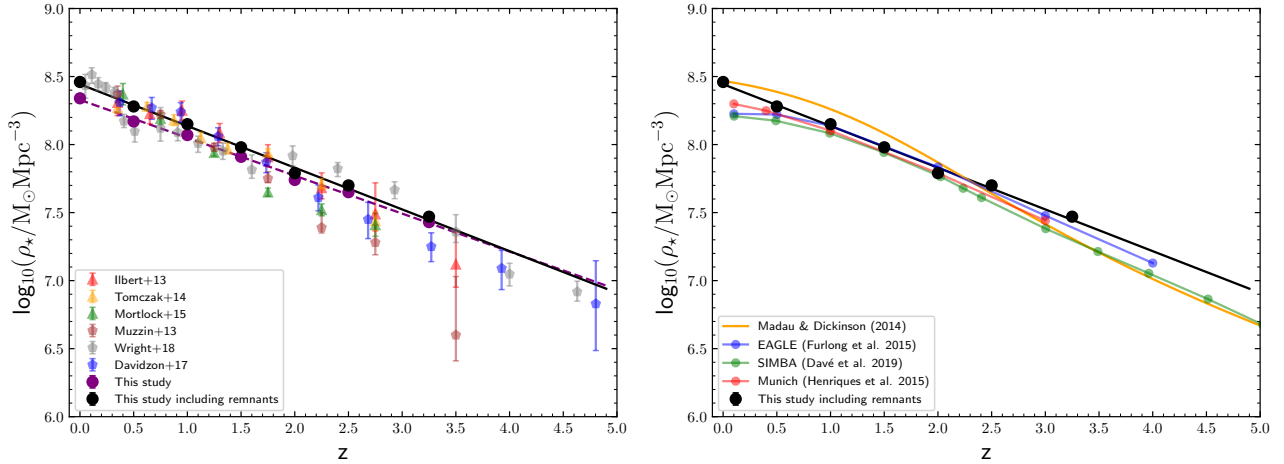 9.0
8.5
8.0
7.5
7.0
6.5
6.0
log₁₀(ρ⋆/M⊙Mpc⁻³)
Ilbert+13
Tomczak+14
Mortlock+15
Muzzin+13
Wright+18
Davidzon+17
This study
This study including remnants
0.0 0.5 1.0 1.5 2.0 2.5 3.0 3.5 4.0 4.5 5.0
z
9.0
8.5
8.0
7.5
7.0
6.5
6.0
log₁₀(ρ⋆/M⊙Mpc⁻³)
Madau & Dickinson (2014)
EAGLE (Furlong et al. 2015)
SIMBA (Davé et al. 2019)
Munich (Henriques et al. 2015)
This study including remnants
0.0 0.5 1.0 1.5 2.0 2.5 3.0 3.5 4.0 4.5 5.0
z